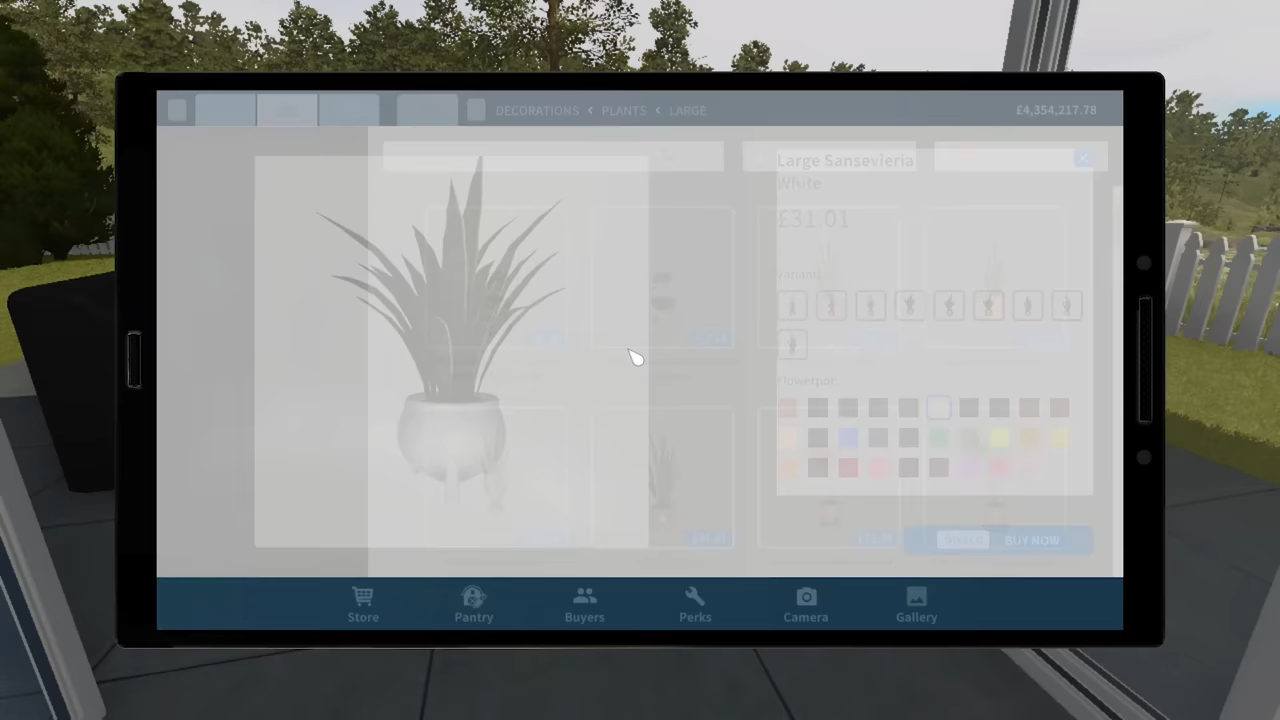 DECORATIONS < PLANTS < LARGE
£4,354,217.78
Large Sansevieria
White
£31.01
Variant:
Flowerpot:
BUY NOW
Store
Pantry
Buyers
Perks
Camera
Gallery